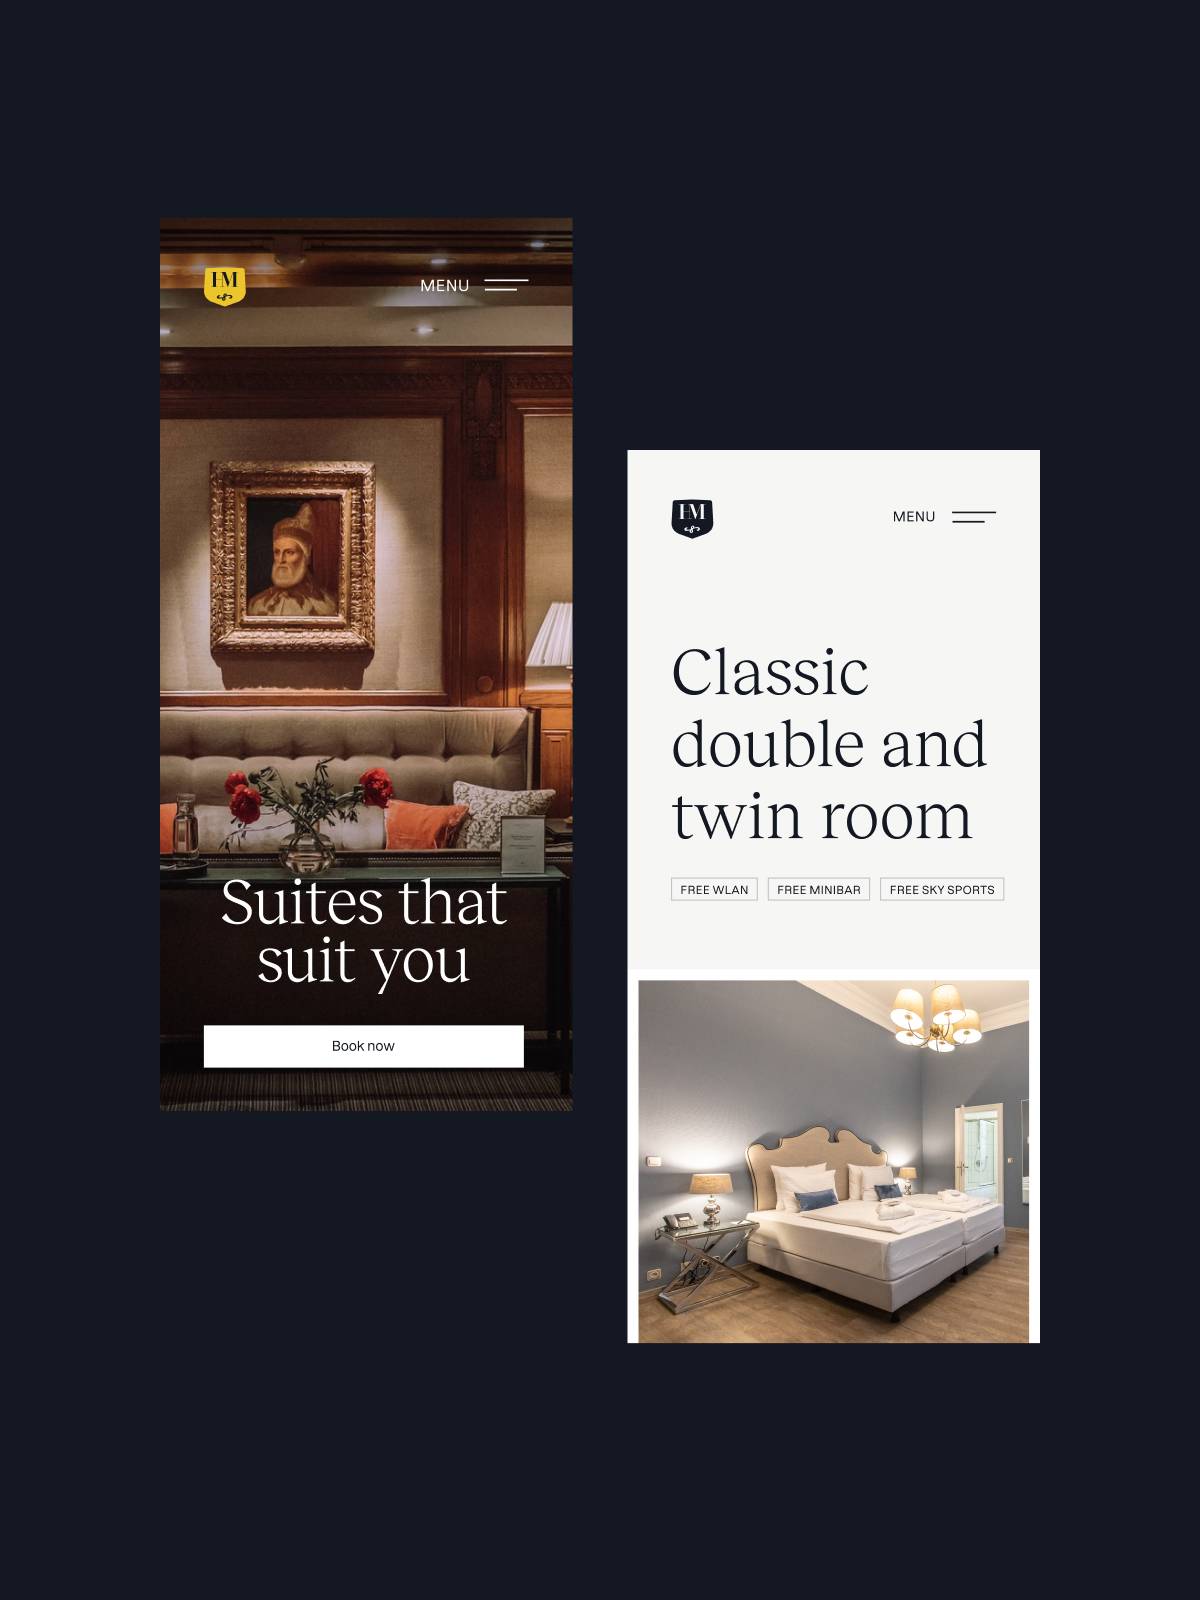 HM
MENU
Suites that
suit you
Book now
HM
MENU
Classic
double and
twin room
FREE WLAN
FREE MINIBAR
FREE SKY SPORTS